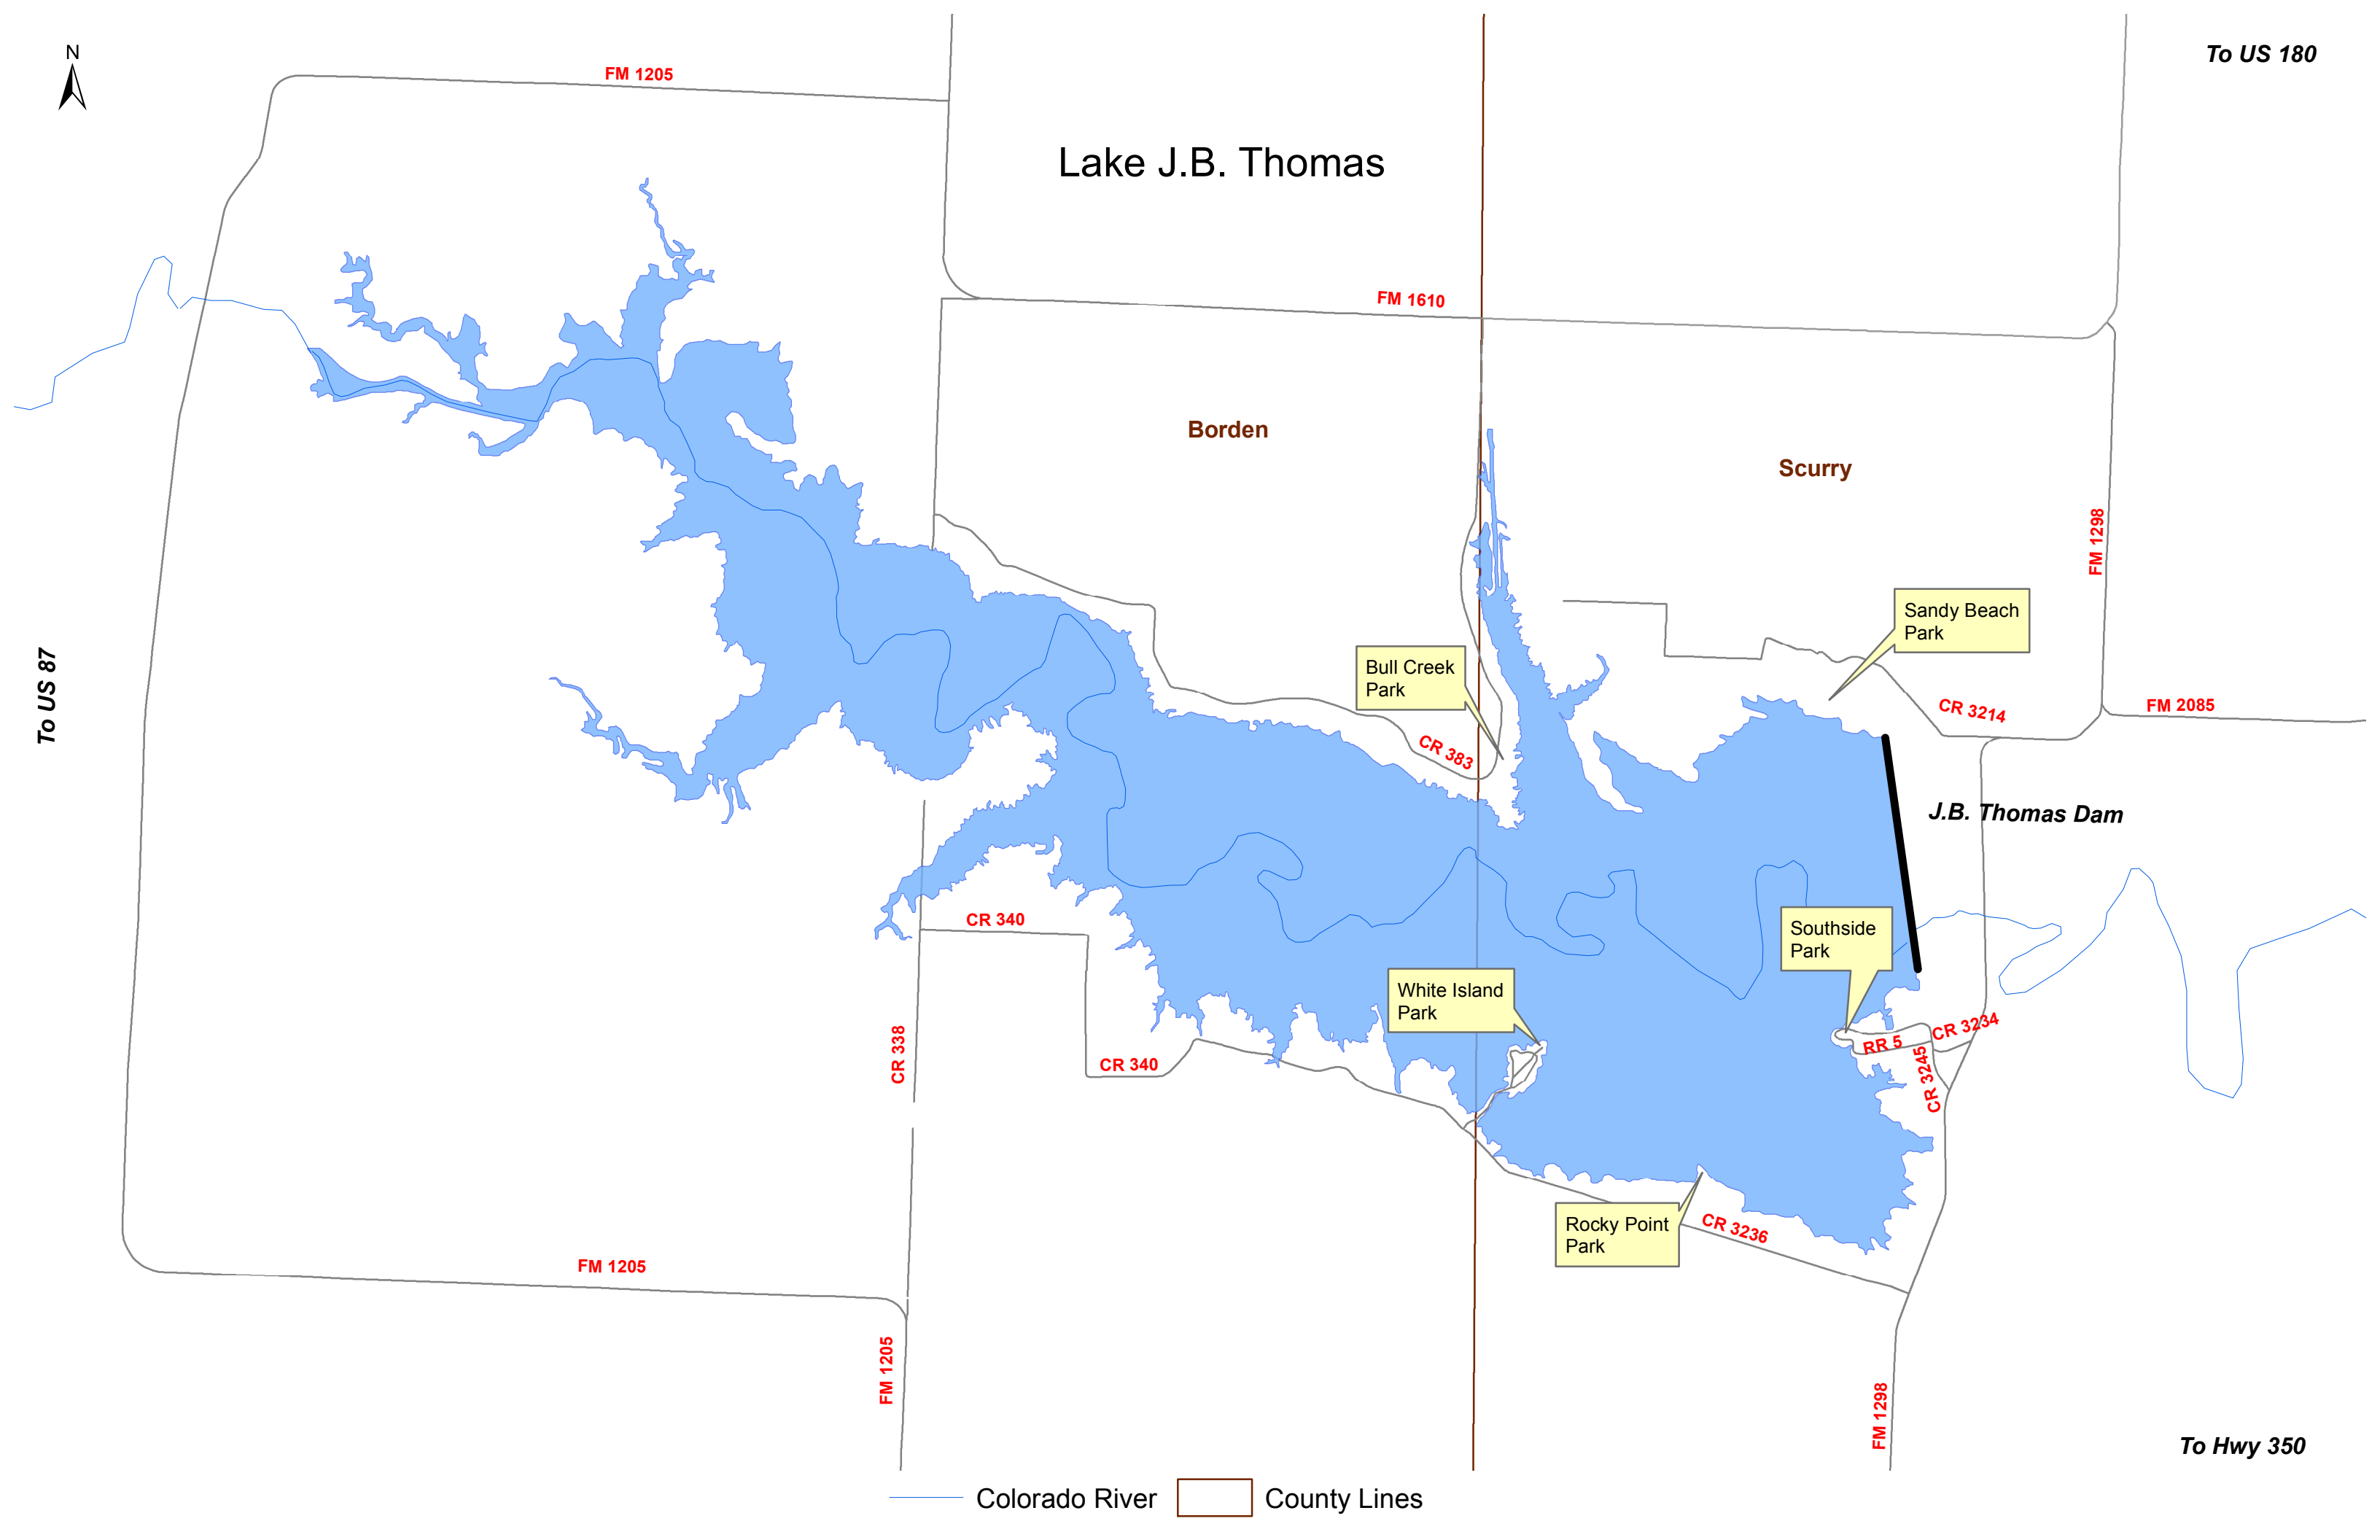 N
To US 180
FM 1205
Lake J.B. Thomas
FM 1610
Borden
Scurry
FM 1298
Sandy Beach
Park
To US 87
Bull Creek
Park
CR 3214
FM 2085
CR 383
J.B. Thomas Dam
CR 340
Southside
Park
White Island
Park
CR 3234
RR 5
CR 338
CR 340
CR 3245
Rocky Point
Park
CR 3236
FM 1205
FM 1205
FM 1298
To Hwy 350
Colorado River
County Lines